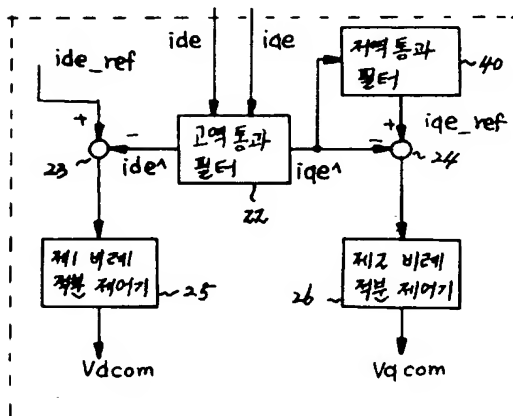 ide
iqe
ide_ref
저역 통과
필터
40
+
-
고역 통과
필터
+
iqe_ref
-
23
ide^
iqe^
24
22
제1 비례
적분 제어기
25
제2 비례
적분 제어기
26
Vdcom
Vqcom